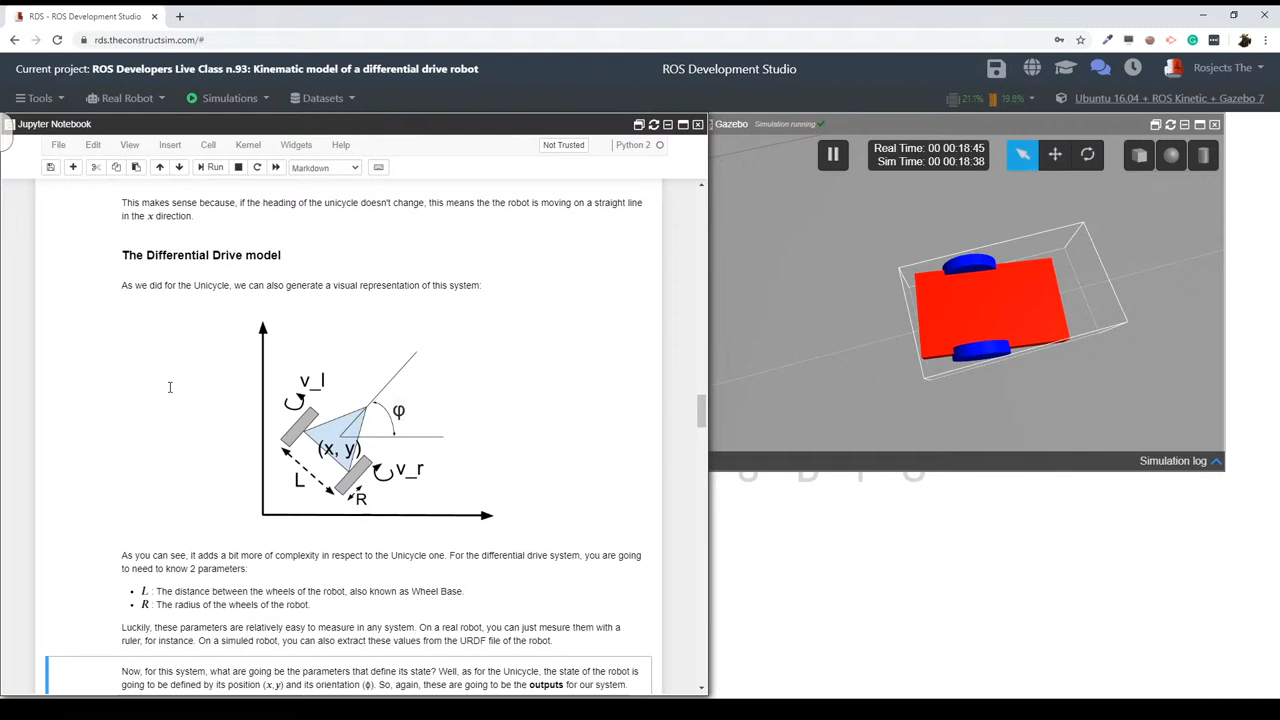 RDS - ROS Development Studio
rds.theconstructsim.com/#
Current project: ROS Developers Live Class n.93: Kinematic model of a differential drive robot
ROS Development Studio
Rosjects The
Tools
Real Robot
Simulations
Datasets
21.1%
19.8%
Ubuntu 16.04 + ROS Kinetic + Gazebo 7
Jupyter Notebook
Gazebo Simulation running
File Edit View Insert Cell Kernel Widgets Help
Not Trusted
Python 2
Run
Markdown
Real Time: 00 00:18:45
Sim Time: 00 00:18:38
This makes sense because, if the heading of the unicycle doesn't change, this means the the robot is moving on a straight line
in the x direction.
The Differential Drive model
As we did for the Unicycle, we can also generate a visual representation of this system:
v_l
φ
(x, y)
v_r
L
R
Simulation log
As you can see, it adds a bit more of complexity in respect to the Unicycle one. For the differential drive system, you are going
to need to know 2 parameters:
• L : The distance between the wheels of the robot, also known as Wheel Base.
• R : The radius of the wheels of the robot.
Luckily, these parameters are relatively easy to measure in any system. On a real robot, you can just mesure them with a
ruler, for instance. On a simuled robot, you can also extract these values from the URDF file of the robot.
Now, for this system, what are going be the parameters that define its state? Well, as for the Unicycle, the state of the robot is
going to be defined by its position (x, y) and its orientation (ϕ). So, again, these are going to be the outputs for our system.